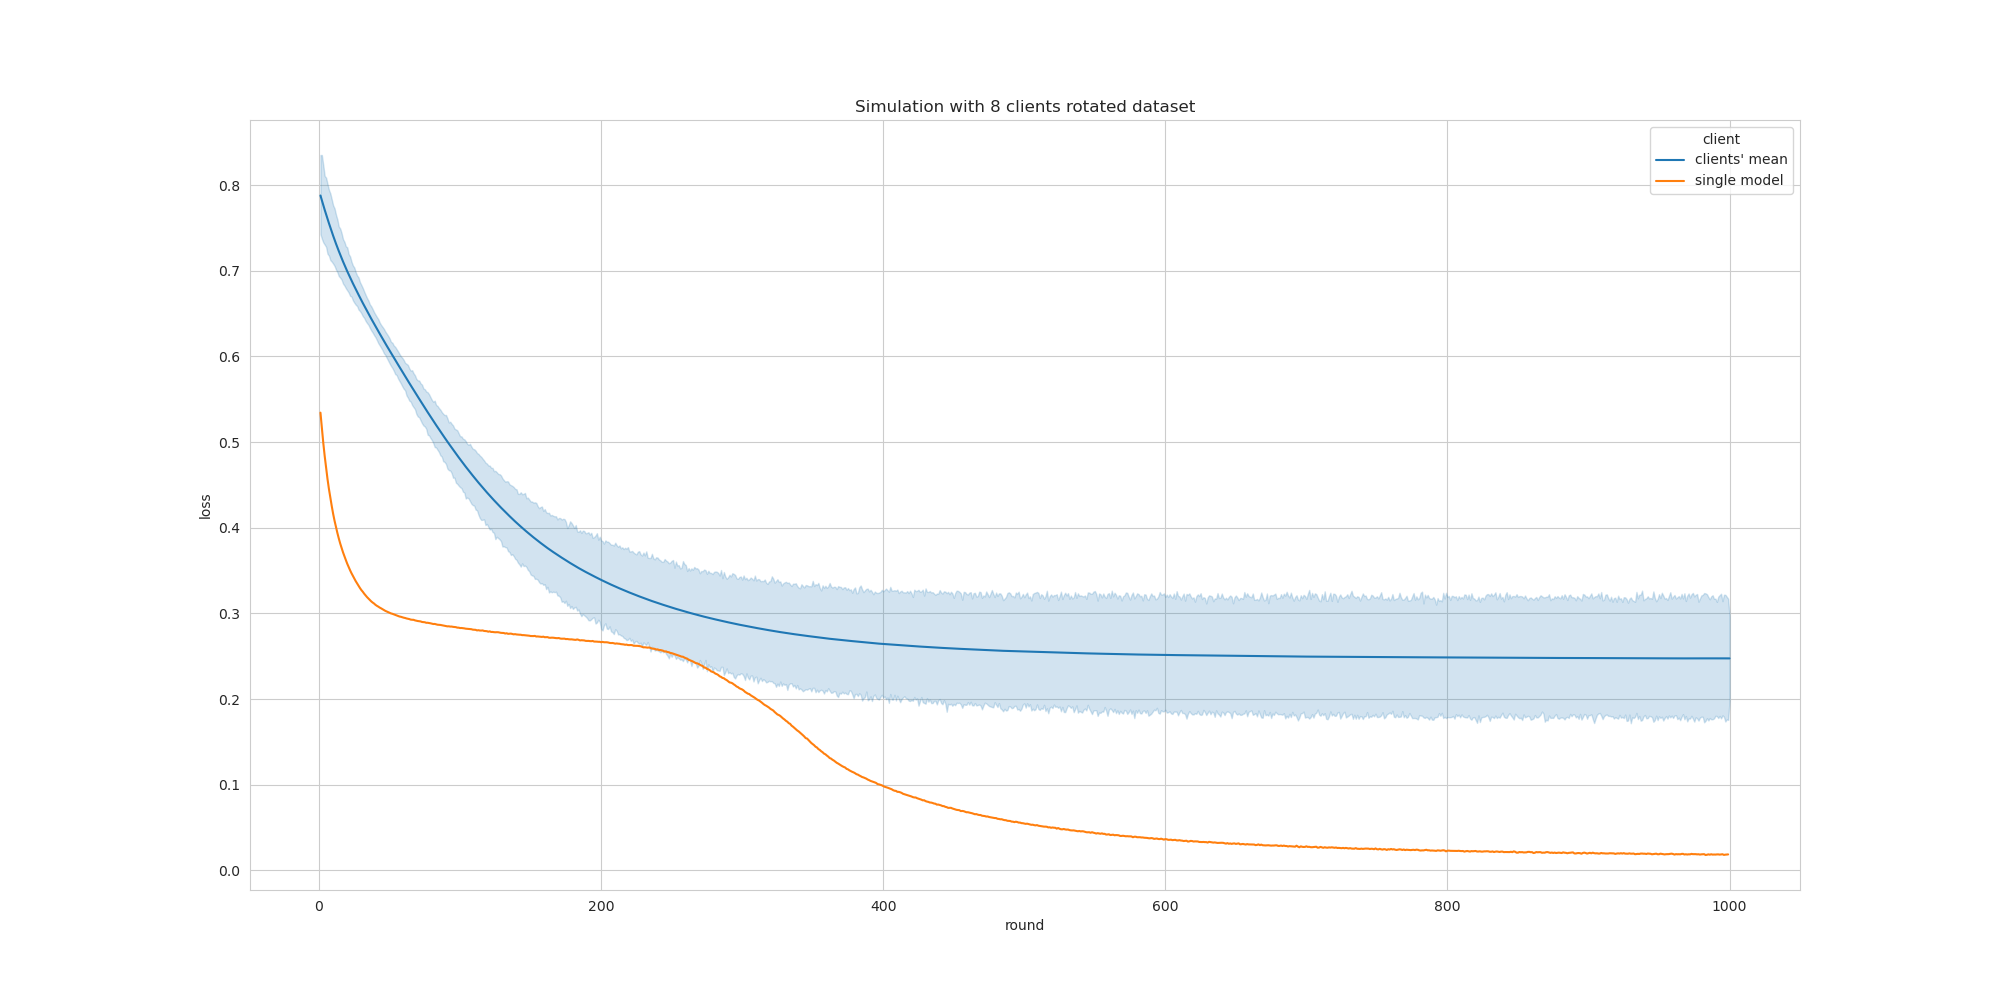 Simulation with 8 clients rotated dataset
client
clients' mean
single model
loss
0.8
0.7
0.6
0.5
0.4
0.3
0.2
0.1
0.0
0 200 400 600 800 1000
round